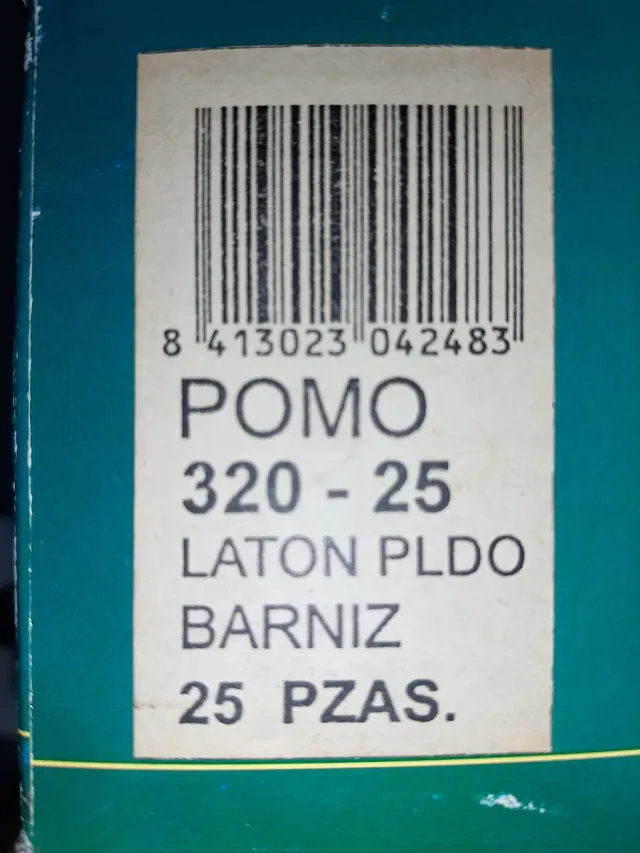 8 413023 042483
POMO
320 - 25
LATON PLDO
BARNIZ
25 PZAS.